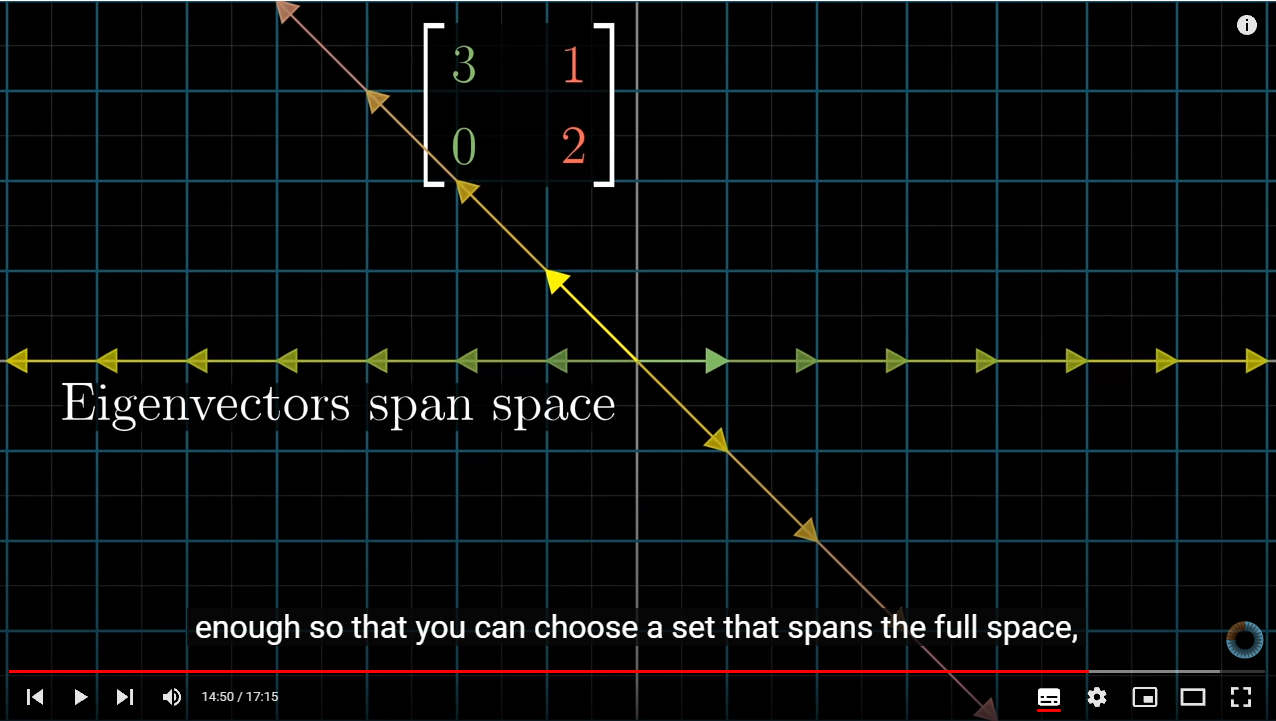 3 1
0 2
Eigenvectors span space
enough so that you can choose a set that spans the full space,
14:50 / 17:15